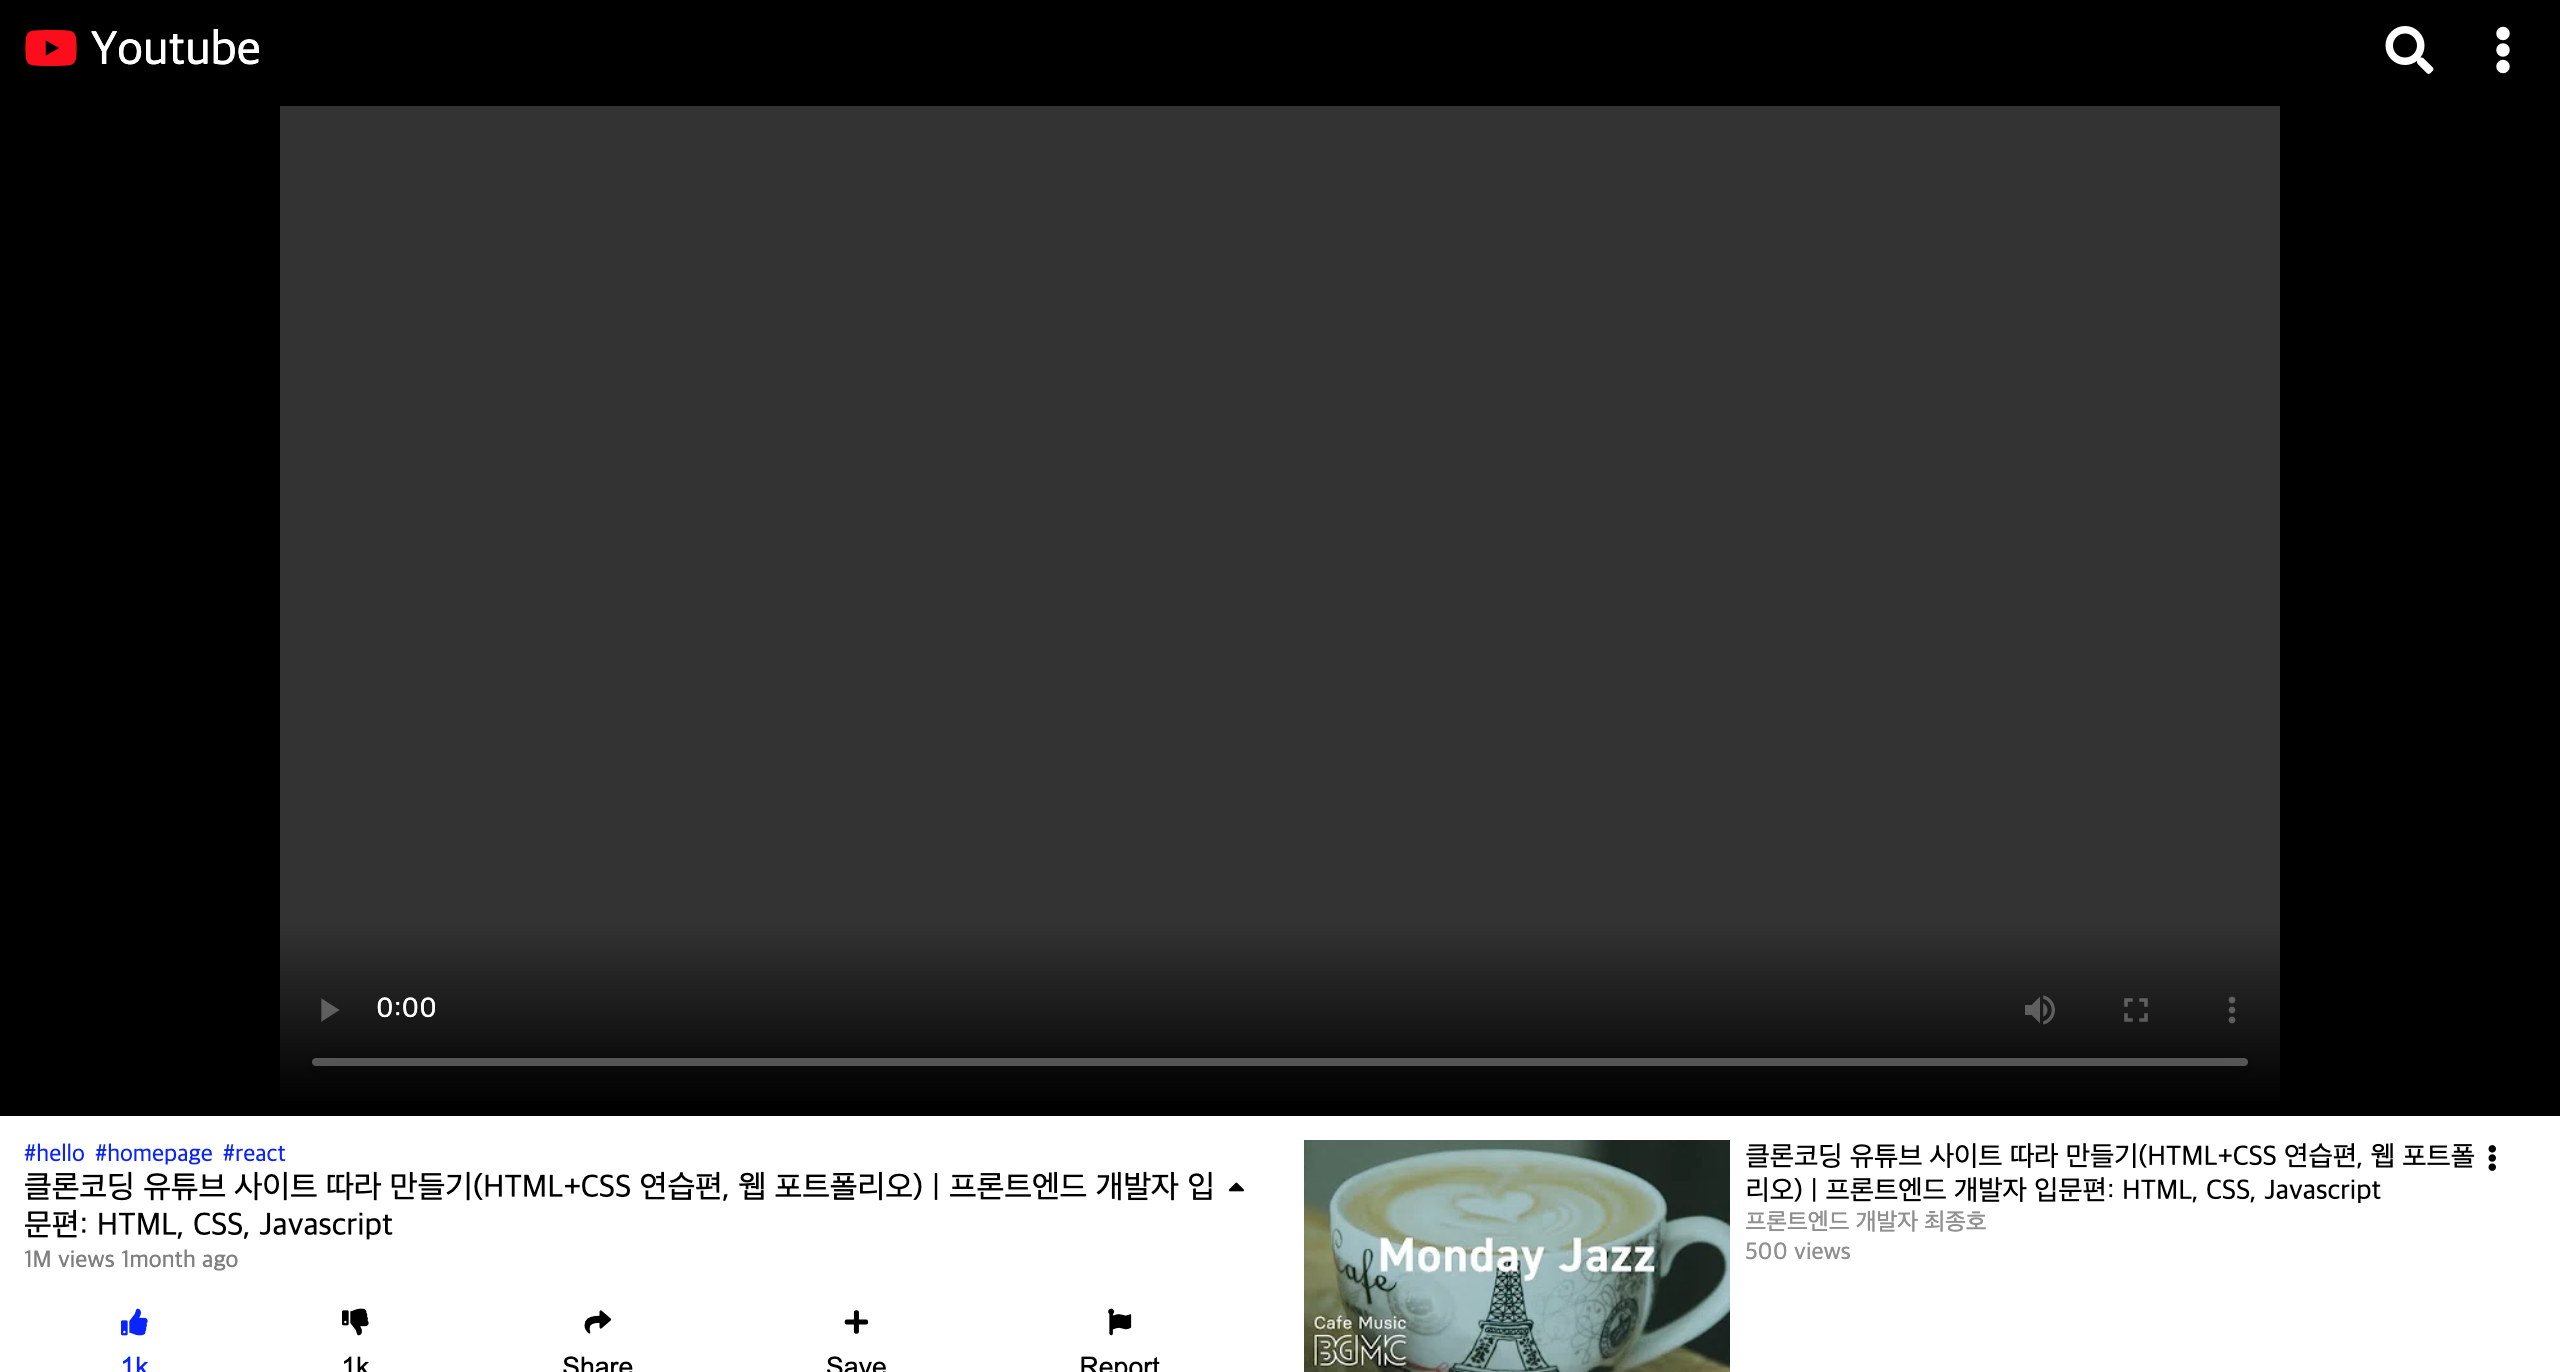 Youtube
0:00
#hello #homepage #react
클론코딩 유튜브 사이트 따라 만들기(HTML+CSS 연습편, 웹 포트폴리오) | 프론트엔드 개발자 입
문편: HTML, CSS, Javascript
1M views 1month ago
1k
1k
Share
Save
Report
Monday Jazz
Cafe
Cafe Music
BGMC
클론코딩 유튜브 사이트 따라 만들기(HTML+CSS 연습편, 웹 포트폴
리오) | 프론트엔드 개발자 입문편: HTML, CSS, Javascript
프론트엔드 개발자 최종호
500 views